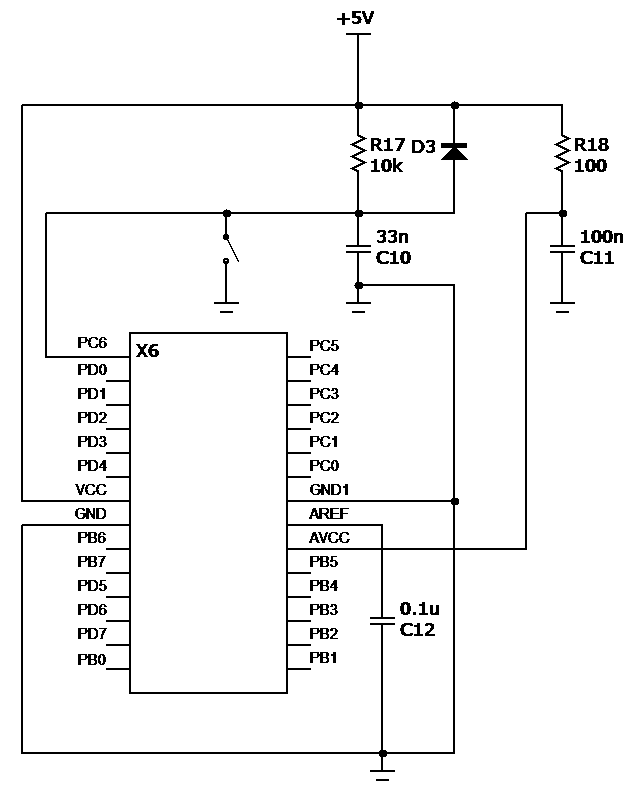 +5V
R17
10k
D3
R18
100
33n
C10
100n
C11
X6
PC6
PD0
PD1
PD2
PD3
PD4
VCC
GND
PB6
PB7
PD5
PD6
PD7
PB0
PC5
PC4
PC3
PC2
PC1
PC0
GND1
AREF
AVCC
PB5
PB4
PB3
PB2
PB1
0.1u
C12